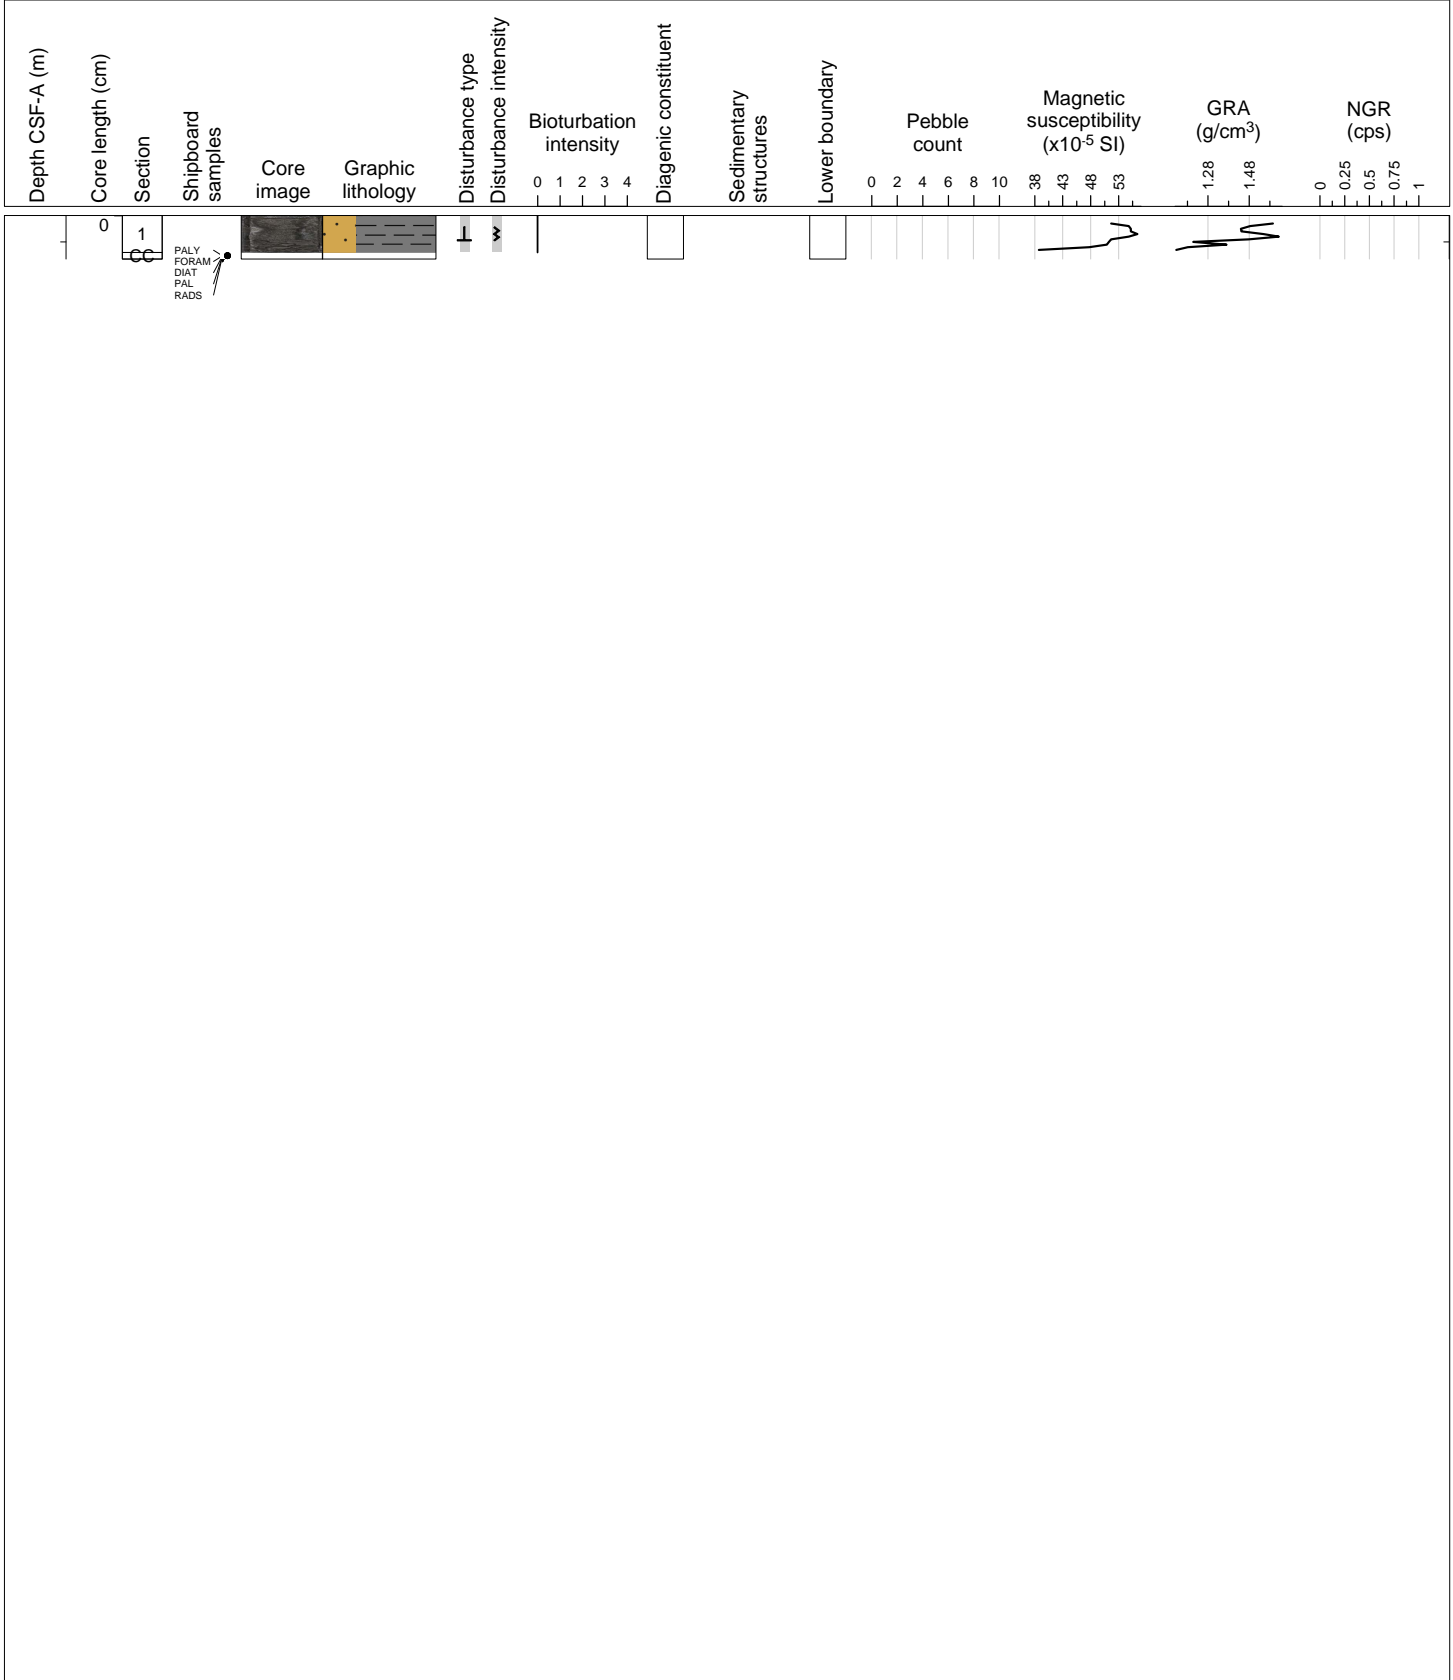 Depth CSF-A (m)
Core length (cm)
Section
Shipboard
samples
Core
image
Graphic
lithology
Disturbance type
Disturbance intensity
Bioturbation
intensity
0 1 2 3 4
Diagenic constituent
Sedimentary
structures
Lower boundary
Pebble
count
0 2 4 6 8 10
Magnetic
susceptibility
(x10-5 SI)
38 43 48 53
GRA
(g/cm3)
1.28 1.48
NGR
(cps)
0 0.25 0.5 0.75 1
0
1
CC
PALY
FORAM
DIAT
PAL
RADS